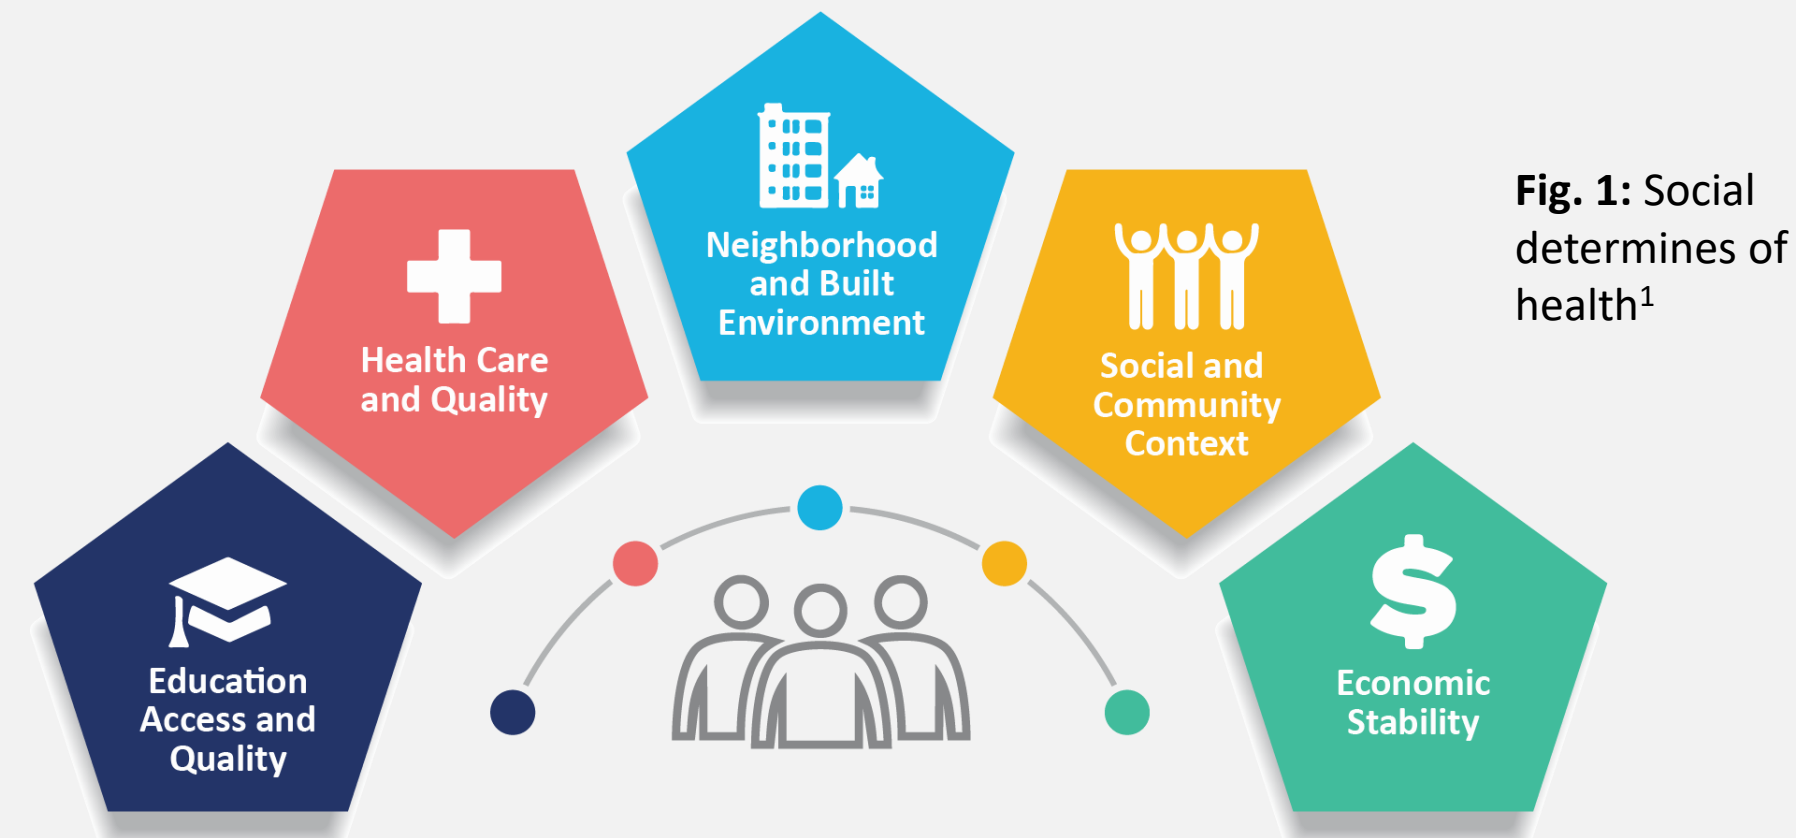 Education
Access and
Quality
Health Care
and Quality
Neighborhood
and Built
Environment
Social and
Community
Context
Economic
Stability
Fig. 1: Social
determines of
health¹